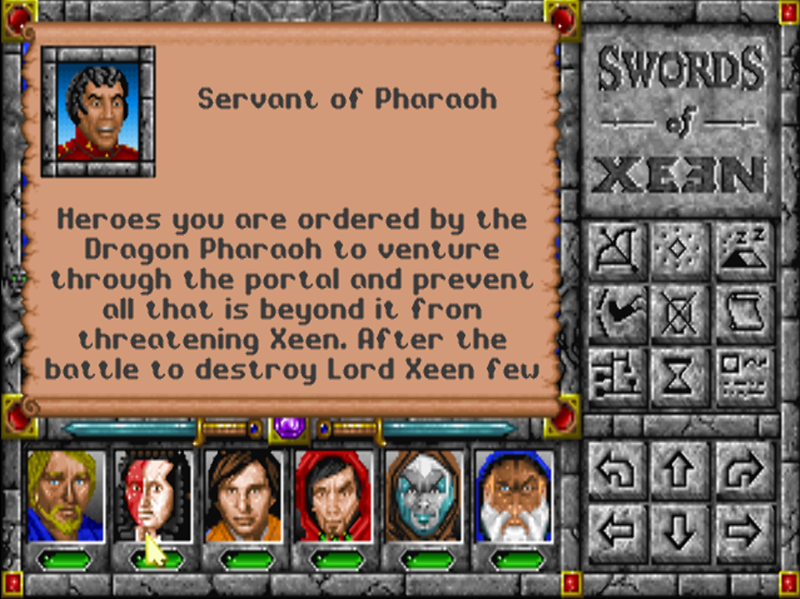 Servant of Pharaoh
Heroes you are ordered by the
Dragon Pharaoh to venture
through the portal and prevent
all that is beyond it from
threatening Xeen. After the
battle to destroy Lord Xeen few
SWORDS
of
XEEN
z z